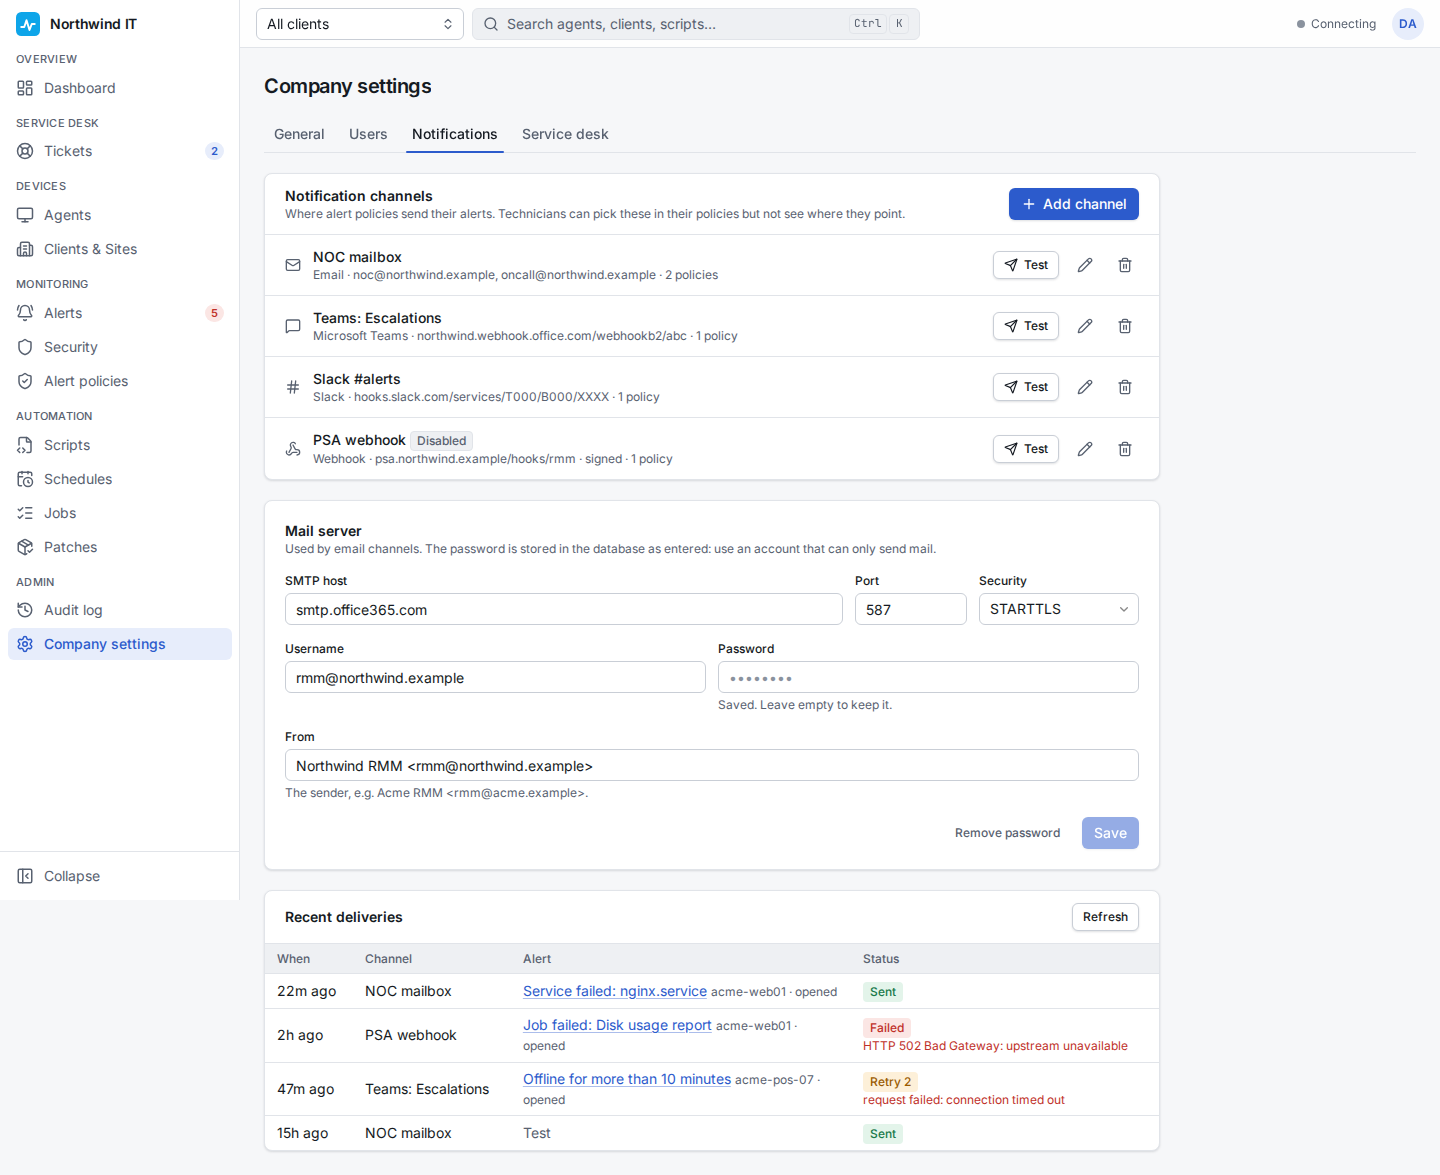 Northwind IT
All clients
Search agents, clients, scripts...
Ctrl K
Connecting
DA
OVERVIEW
Dashboard
SERVICE DESK
Tickets 2
DEVICES
Agents
Clients & Sites
MONITORING
Alerts 5
Security
Alert policies
AUTOMATION
Scripts
Schedules
Jobs
Patches
ADMIN
Audit log
Company settings
Collapse
Company settings
General Users Notifications Service desk
Notification channels
Where alert policies send their alerts. Technicians can pick these in their policies but not see where they point.
Add channel
NOC mailbox
Email · noc@northwind.example, oncall@northwind.example · 2 policies
Test
Teams: Escalations
Microsoft Teams · northwind.webhook.office.com/webhookb2/abc · 1 policy
Test
Slack #alerts
Slack · hooks.slack.com/services/T000/B000/XXXX · 1 policy
Test
PSA webhook Disabled
Webhook · psa.northwind.example/hooks/rmm · signed · 1 policy
Test
Mail server
Used by email channels. The password is stored in the database as entered: use an account that can only send mail.
SMTP host Port Security
smtp.office365.com 587 STARTTLS
Username Password
rmm@northwind.example ••••••••
Saved. Leave empty to keep it.
From
Northwind RMM <rmm@northwind.example>
The sender, e.g. Acme RMM <rmm@acme.example>.
Remove password Save
Recent deliveries
Refresh
When Channel Alert Status
22m ago NOC mailbox Service failed: nginx.service acme-web01 · opened Sent
2h ago PSA webhook Job failed: Disk usage report acme-web01 ·
opened
Failed
HTTP 502 Bad Gateway: upstream unavailable
47m ago Teams: Escalations Offline for more than 10 minutes acme-pos-07 ·
opened
Retry 2
request failed: connection timed out
15h ago NOC mailbox Test Sent